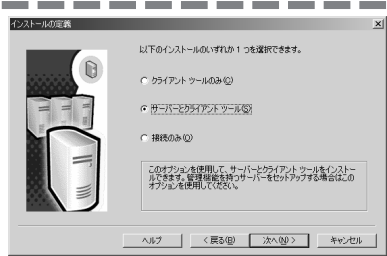 インストールの定義
以下のインストールのいずれか 1 つを選択できます。
クライアント ツールのみ(C)
サーバーとクライアント ツール(S)
接続のみ(O)
このオプションを使用して、サーバーとクライアント ツールをインストー
ルできます。管理機能を持つサーバーをセットアップする場合はこの
オプションを使用してください。
ヘルプ
< 戻る(B)
次へ(N) >
キャンセル